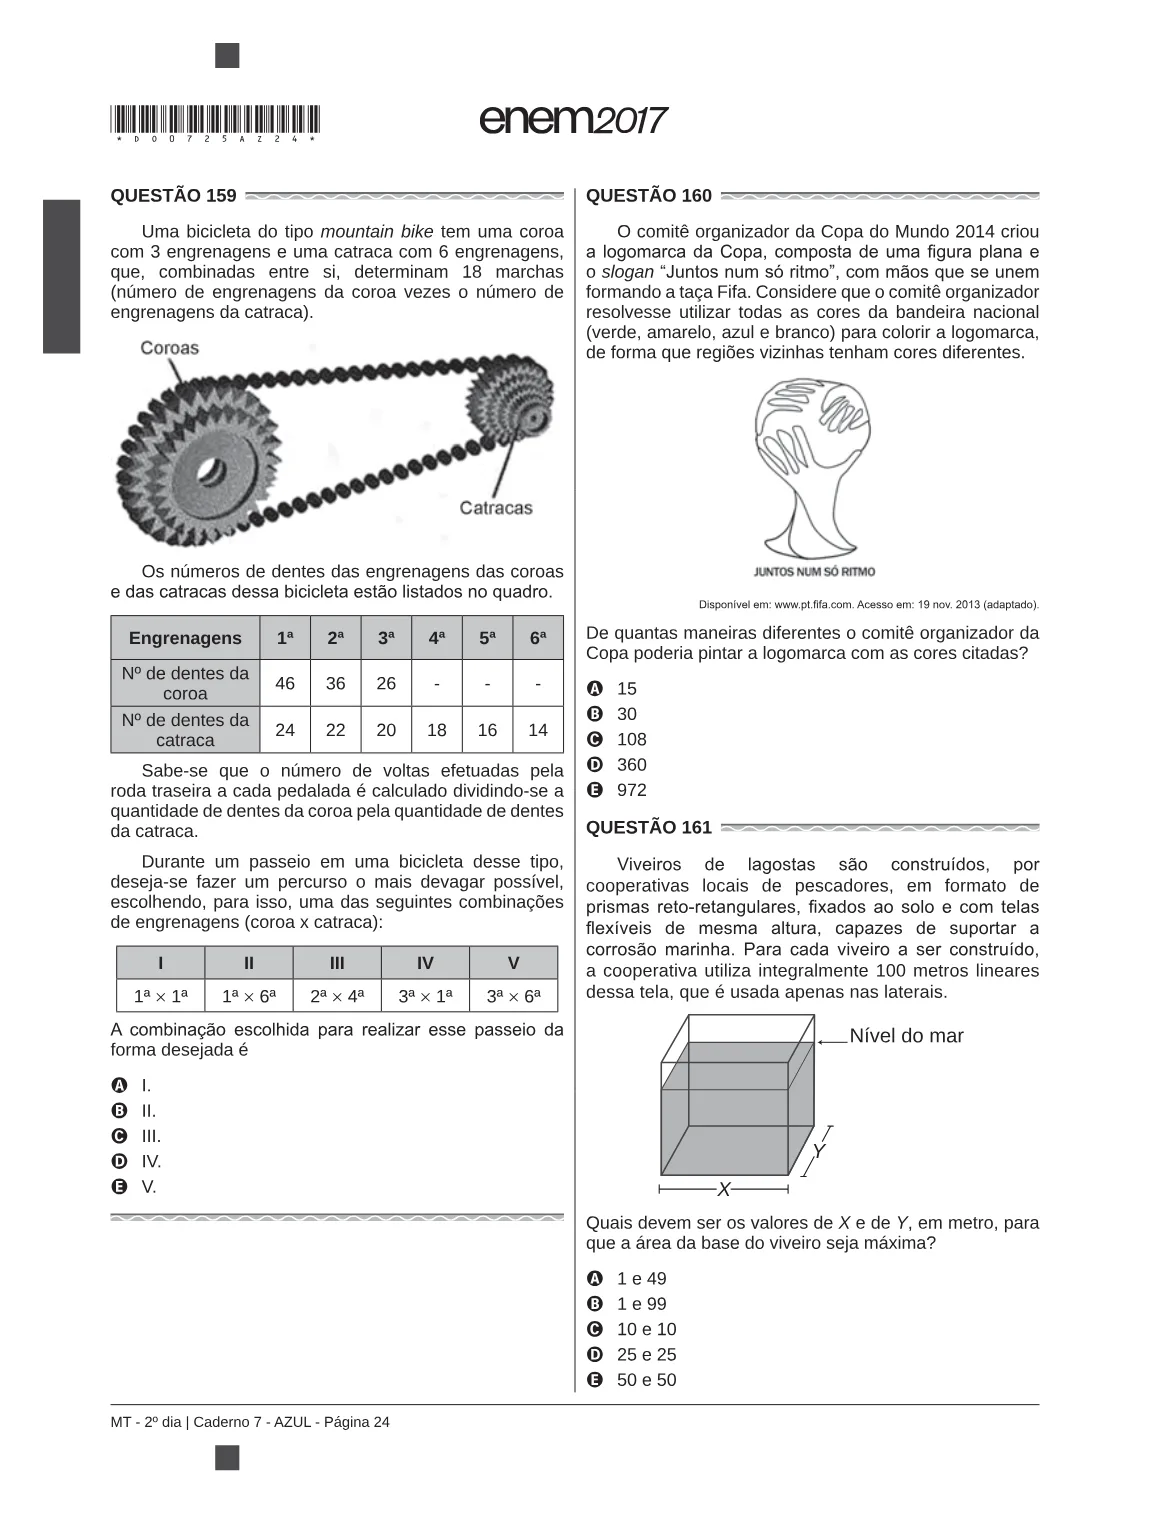 *D00725AZ24*
enem2017
QUESTÃO 159
Uma bicicleta do tipo mountain bike tem uma coroa
com 3 engrenagens e uma catraca com 6 engrenagens,
que, combinadas entre si, determinam 18 marchas
(número de engrenagens da coroa vezes o número de
engrenagens da catraca).
Coroas
Catracas
Os números de dentes das engrenagens das coroas
e das catracas dessa bicicleta estão listados no quadro.
Engrenagens 1ª 2ª 3ª 4ª 5ª 6ª
Nº de dentes da
coroa 46 36 26 - - -
Nº de dentes da
catraca 24 22 20 18 16 14
Sabe-se que o número de voltas efetuadas pela
roda traseira a cada pedalada é calculado dividindo-se a
quantidade de dentes da coroa pela quantidade de dentes
da catraca.
Durante um passeio em uma bicicleta desse tipo,
deseja-se fazer um percurso o mais devagar possível,
escolhendo, para isso, uma das seguintes combinações
de engrenagens (coroa x catraca):
I II III IV V
1ª × 1ª 1ª × 6ª 2ª × 4ª 3ª × 1ª 3ª × 6ª
A combinação escolhida para realizar esse passeio da
forma desejada é
A I.
B II.
C III.
D IV.
E V.
QUESTÃO 160
O comitê organizador da Copa do Mundo 2014 criou
a logomarca da Copa, composta de uma figura plana e
o slogan “Juntos num só ritmo”, com mãos que se unem
formando a taça Fifa. Considere que o comitê organizador
resolvesse utilizar todas as cores da bandeira nacional
(verde, amarelo, azul e branco) para colorir a logomarca,
de forma que regiões vizinhas tenham cores diferentes.
JUNTOS NUM SÓ RITMO
Disponível em: www.pt.fifa.com. Acesso em: 19 nov. 2013 (adaptado).
De quantas maneiras diferentes o comitê organizador da
Copa poderia pintar a logomarca com as cores citadas?
A 15
B 30
C 108
D 360
E 972
QUESTÃO 161
Viveiros de lagostas são construídos, por
cooperativas locais de pescadores, em formato de
prismas reto-retangulares, fixados ao solo e com telas
flexíveis de mesma altura, capazes de suportar a
corrosão marinha. Para cada viveiro a ser construído,
a cooperativa utiliza integralmente 100 metros lineares
dessa tela, que é usada apenas nas laterais.
Nível do mar
Y
X
Quais devem ser os valores de X e de Y, em metro, para
que a área da base do viveiro seja máxima?
A 1 e 49
B 1 e 99
C 10 e 10
D 25 e 25
E 50 e 50
MT - 2º dia | Caderno 7 - AZUL - Página 24